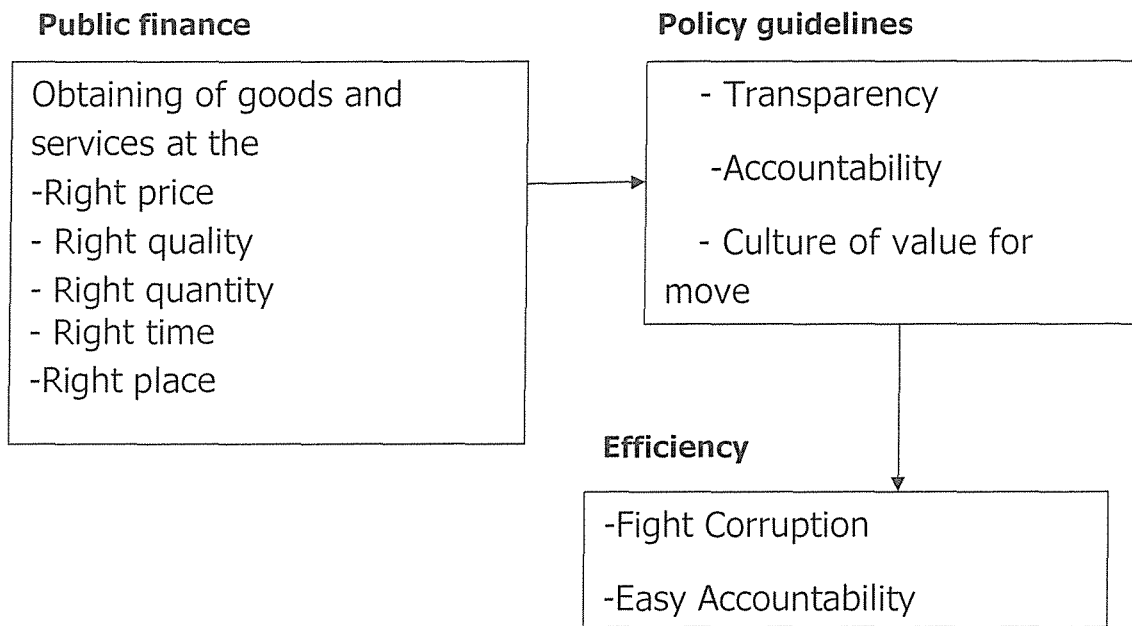 Public finance
Obtaining of goods and
services at the
-Right price
- Right quality
- Right quantity
- Right time
-Right place
Policy guidelines
- Transparency
-Accountability
- Culture of value for
move
Efficiency
-Fight Corruption
-Easy Accountability